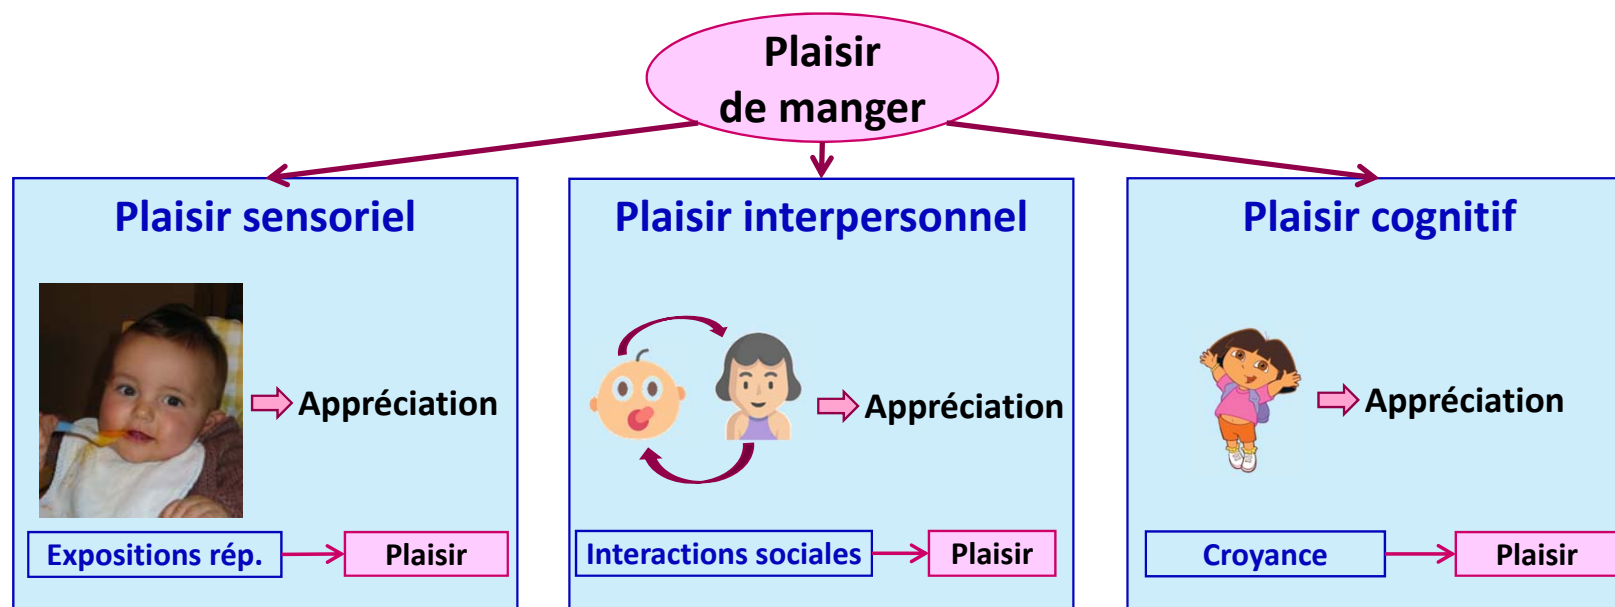 Plaisir
de manger
Plaisir sensoriel
Appréciation
Expositions rép.
Plaisir
Plaisir interpersonnel
Appréciation
Interactions sociales
Plaisir
Plaisir cognitif
Appréciation
Croyance
Plaisir